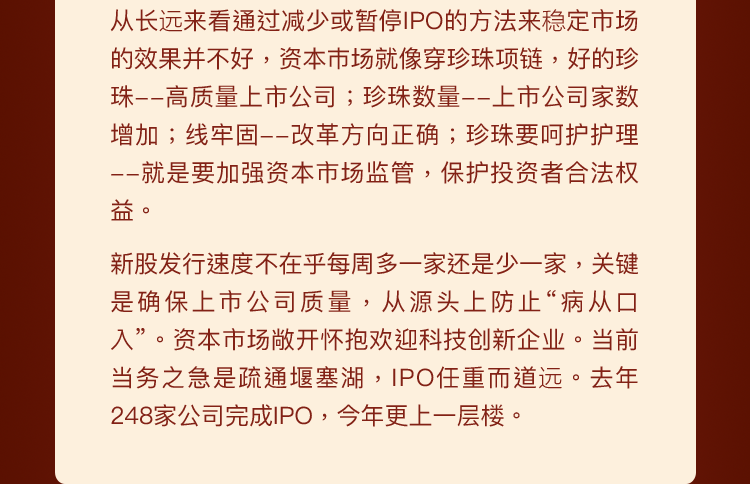 从长远来看通过减少或暂停IPO的方法来稳定市场
的效果并不好，资本市场就像穿珍珠项链，好的珍
珠––高质量上市公司；珍珠数量––上市公司家数
增加；线牢固––改革方向正确；珍珠要呵护护理
––就是要加强资本市场监管，保护投资者合法权
益。
新股发行速度不在乎每周多一家还是少一家，关键
是确保上市公司质量，从源头上防止“病从口
入”。资本市场敞开怀抱欢迎科技创新企业。当前
当务之急是疏通堰塞湖，IPO任重而道远。去年
248家公司完成IPO，今年更上一层楼。